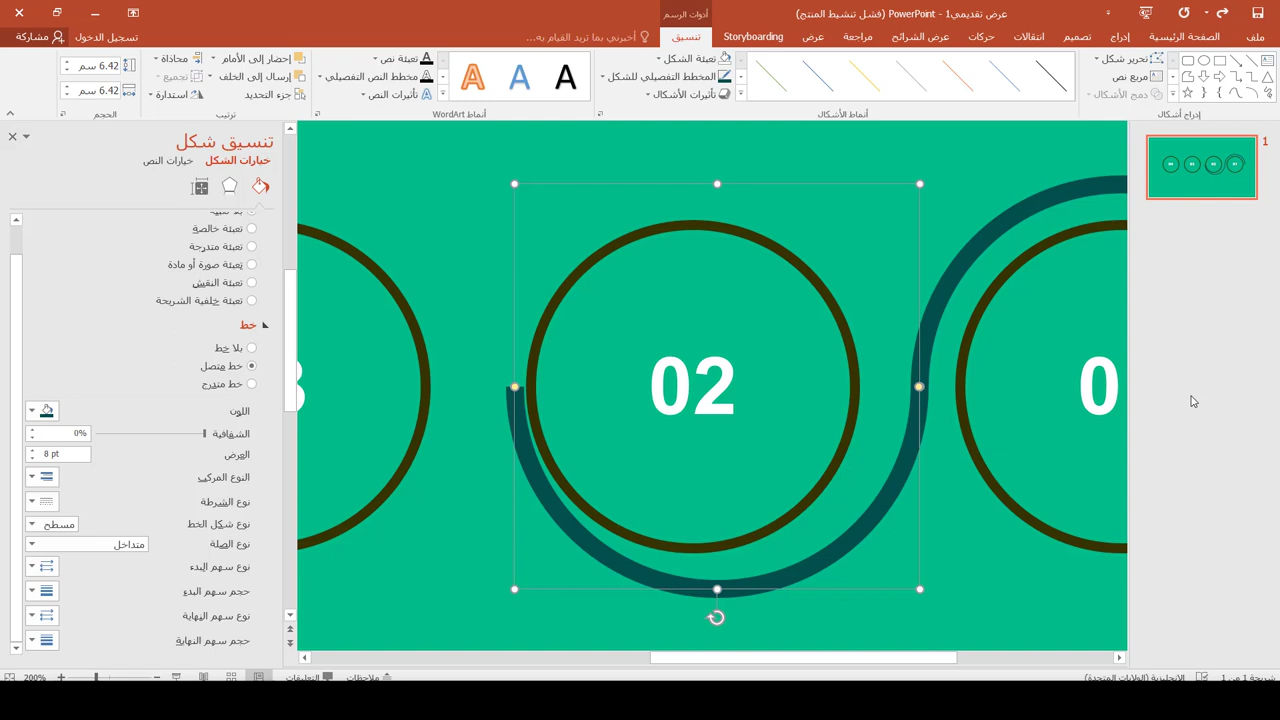 عرض تقديمي1 - PowerPoint (فشل تنشيط المنتج)
أدوات الرسم
ملف
الصفحة الرئيسية
إدراج
تصميم
الانتقالات
حركات
عرض الشرائح
مراجعة
عرض
Storyboarding
تنسيق
أخبرني بما تريد القيام به...
تسجيل الدخول
مشاركة
تحرير شكل
مربع نص
دمج الأشكال
إدراج أشكال
تعبئة الشكل
المخطط التفصيلي للشكل
تأثيرات الأشكال
أنماط الأشكال
A A A
تعبئة نص
مخطط النص التفصيلي
تأثيرات النص
أنماط WordArt
إحضار إلى الأمام
إرسال إلى الخلف
جزء التحديد
محاذاة
تجميع
استدارة
ترتيب
6.42 سم
6.42 سم
الحجم
1
تنسيق شكل
خيارات الشكل
خيارات النص
تعبئة خالصة
تعبئة متدرجة
تعبئة صورة أو مادة
تعبئة النقش
تعبئة خلفية الشريحة
خط
بلا خط
خط متصل
خط متدرج
اللون
الشفافية
0%
العرض
8 pt
النوع المركب
نوع الشرطة
نوع شكل الخط
مسطح
نوع الصلة
متداخل
نوع سهم البدء
حجم سهم البدء
نوع سهم النهاية
حجم سهم النهاية
02
0
شريحة 1 من 1
الإنجليزية (الولايات المتحدة)
ملاحظات
التعليقات
200%